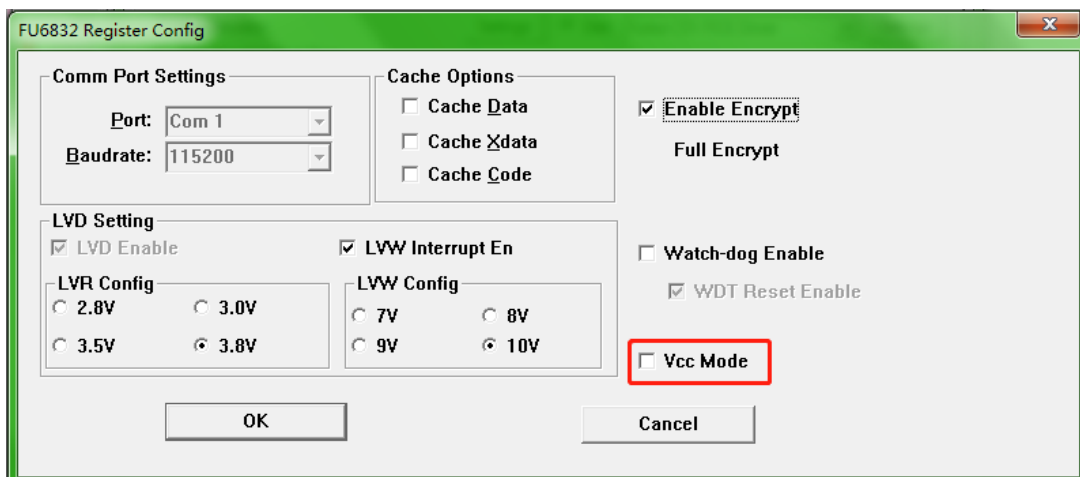 FU6832 Register Config
Comm Port Settings
Port: Com 1
Baudrate: 115200
Cache Options
Cache Data
Cache Xdata
Cache Code
Enable Encrypt
Full Encrypt
LVD Setting
LVD Enable
LVW Interrupt En
LVR Config
2.8V 3.0V
3.5V 3.8V
LVW Config
7V 8V
9V 10V
Watch-dog Enable
WDT Reset Enable
Vcc Mode
OK
Cancel